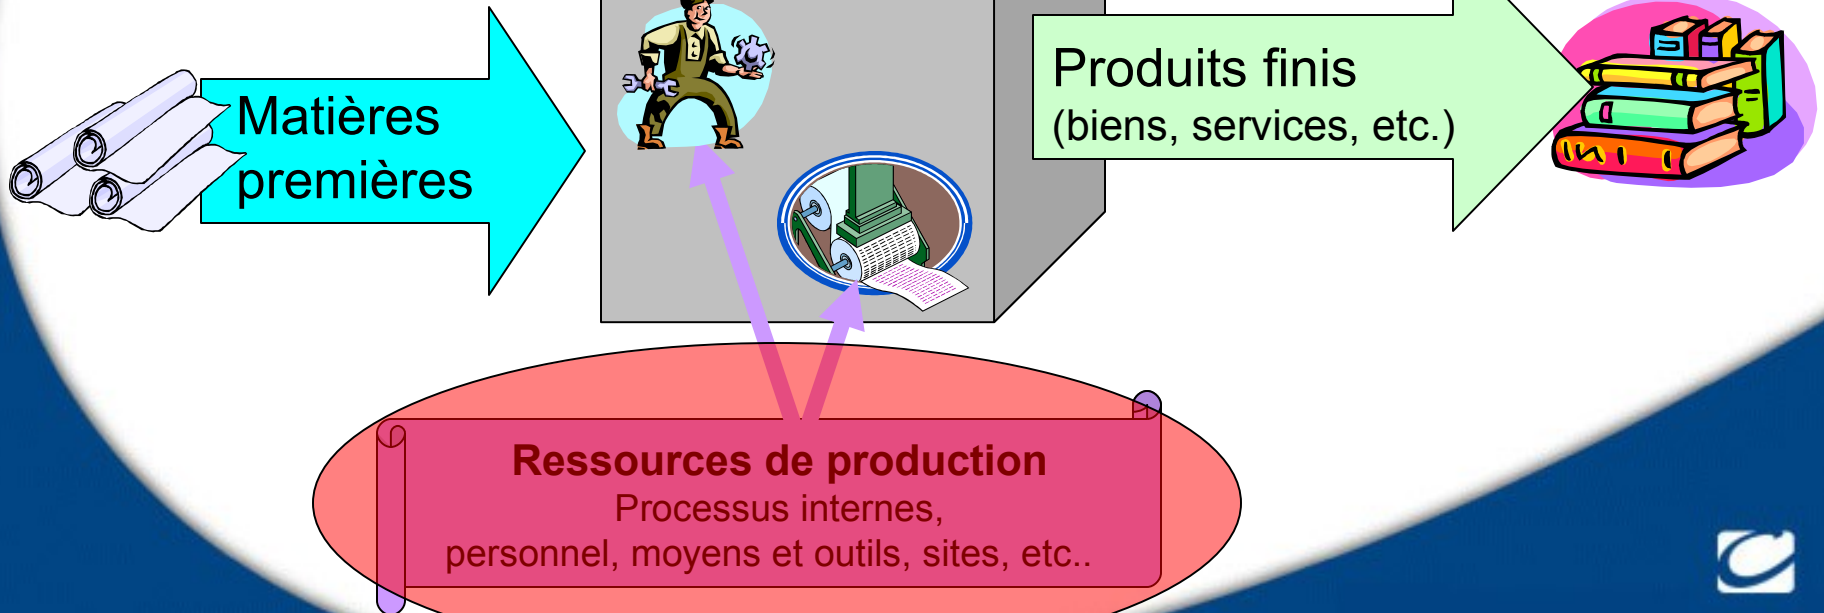 Matières
premières
Produits finis
(biens, services, etc.)
Ressources de production
Processus internes,
personnel, moyens et outils, sites, etc..